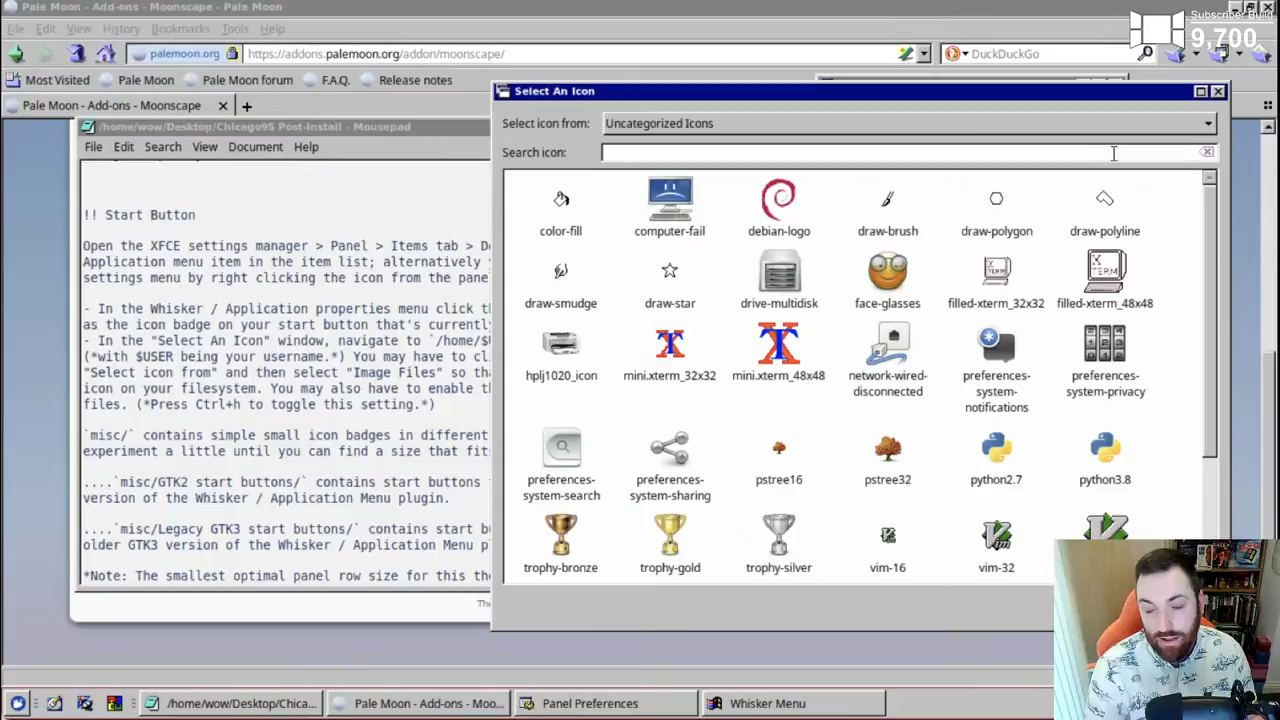 Pale Moon - Add-ons - Moonscape - Pale Moon
Subscriber Build
9,700
File Edit View History Bookmarks Tools Help
palemoon.org
https://addons.palemoon.org/addon/moonscape/
DuckDuckGo
Most Visited Pale Moon Pale Moon forum F.A.Q. Release notes
Pale Moon - Add-ons - Moonscape
/home/wow/Desktop/Chicago95 Post-Install - Mousepad
File Edit Search View Document Help
!! Start Button
Open the XFCE settings manager > Panel > Items tab > Do
Application menu item in the item list; alternatively
settings menu by right clicking the icon from the pane
- In the Whisker / Application properties menu click th
as the icon badge on your start button that's currently
In the "Select An Icon" window, navigate to `/home/$U
(*with $USER being your username.*) You may have to cl
"Select icon from" and then select "Image Files" so th
icon on your filesystem. You may also have to enable t
files. (*Press Ctrl+h to toggle this setting.*)
`misc/` contains simple small icon badges in different
experiment a little until you can find a size that fits
....`misc/GTK2 start buttons/` contains start buttons
version of the Whisker / Application Menu plugin.
....`misc/Legacy GTK3 start buttons/` contains start bu
older GTK3 version of the Whisker / Application Menu pl
*Note: The smallest optimal panel row size for this the
Select An Icon
Select icon from: Uncategorized Icons
Search icon:
color-fill computer-fail debian-logo draw-brush draw-polygon draw-polyline
draw-smudge draw-star drive-multidisk face-glasses filled-xterm_32x32 filled-xterm_48x48
hplj1020_icon mini.xterm_32x32 mini.xterm_48x48 network-wired-disconnected preferences-system-notifications preferences-system-privacy
preferences-system-search preferences-system-sharing pstree16 pstree32 python2.7 python3.8
trophy-bronze trophy-gold trophy-silver vim-16 vim-32
/home/wow/Desktop/Chica...
Pale Moon - Add-ons - Moo...
Panel Preferences
Whisker Menu